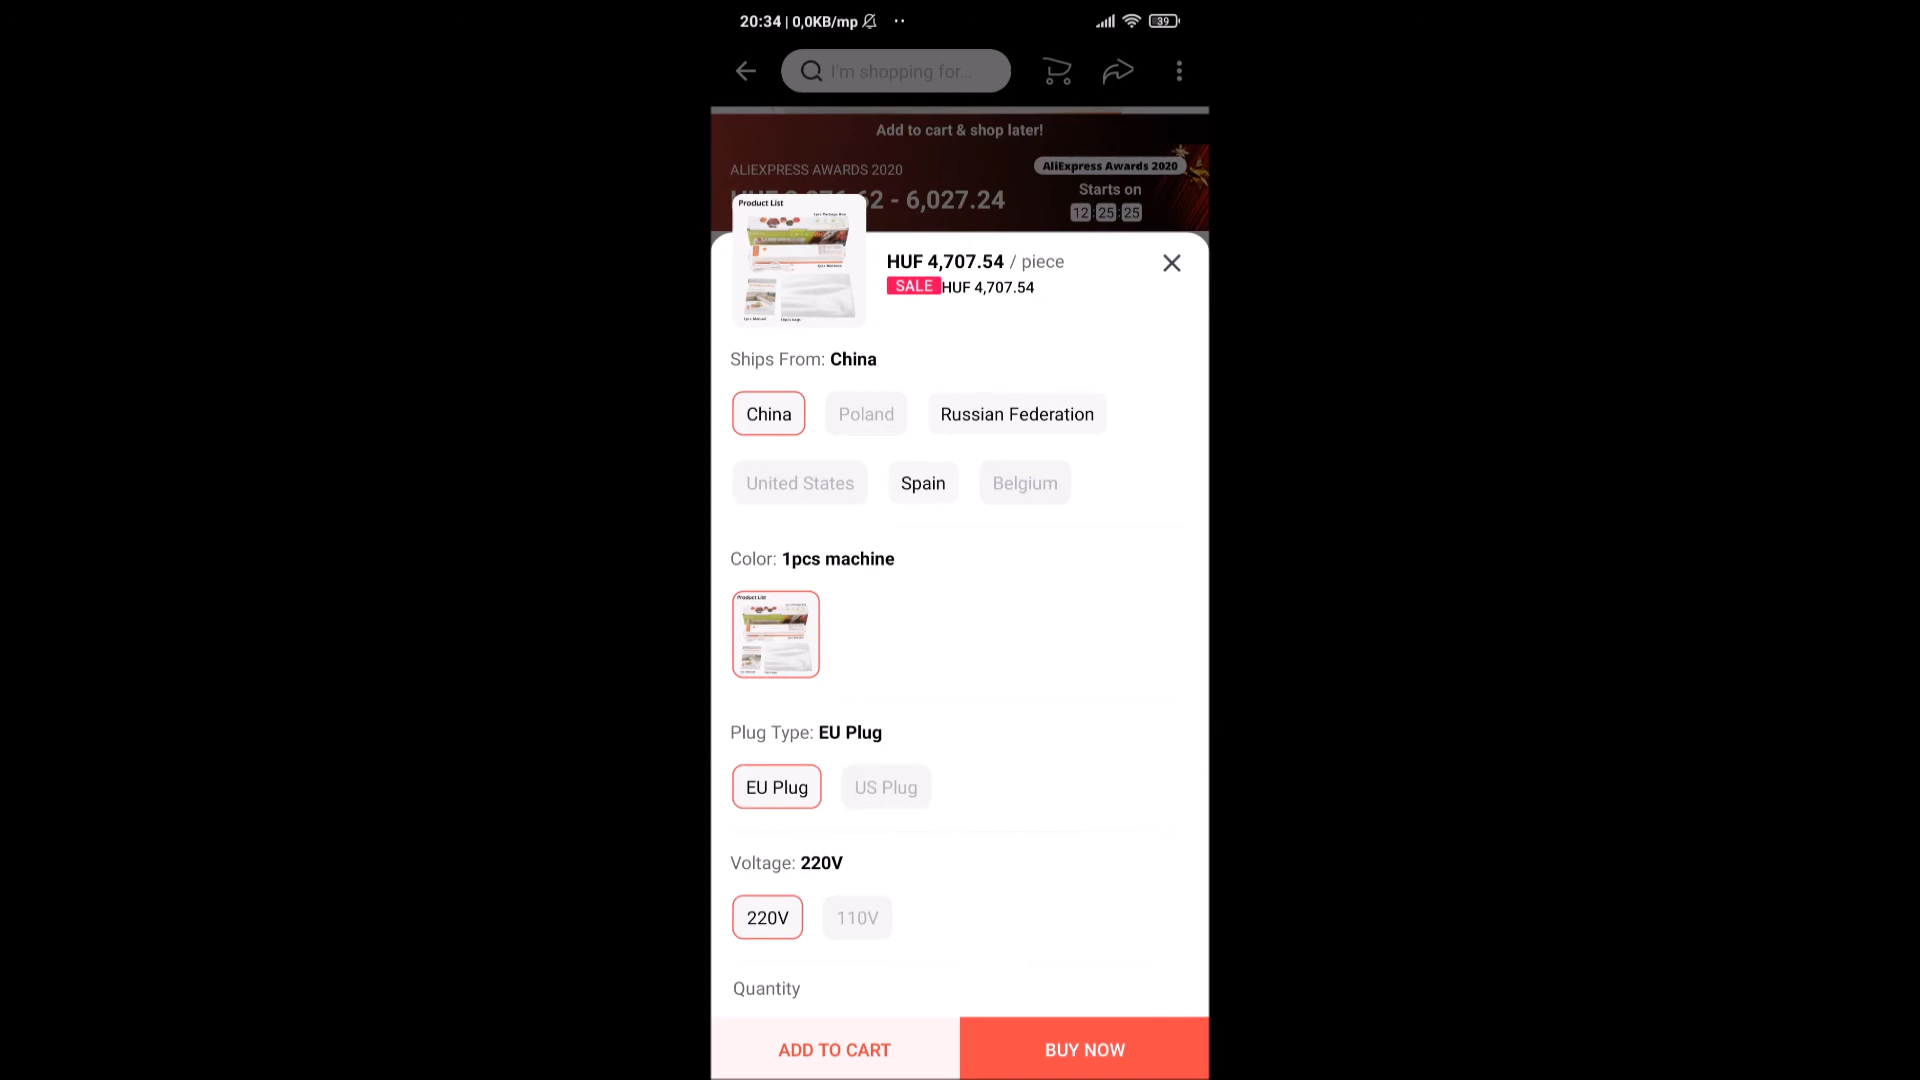 20:34 | 0,0KB/mp
39
I'm shopping for...
Add to cart & shop later!
ALIEXPRESS AWARDS 2020
AliExpress Awards 2020
Starts on
12:25:25
2 - 6,027.24
Product List
HUF 4,707.54 / piece
SALE HUF 4,707.54
Ships From: China
China
Poland
Russian Federation
United States
Spain
Belgium
Color: 1pcs machine
Product List
Plug Type: EU Plug
EU Plug
US Plug
Voltage: 220V
220V
110V
Quantity
ADD TO CART
BUY NOW